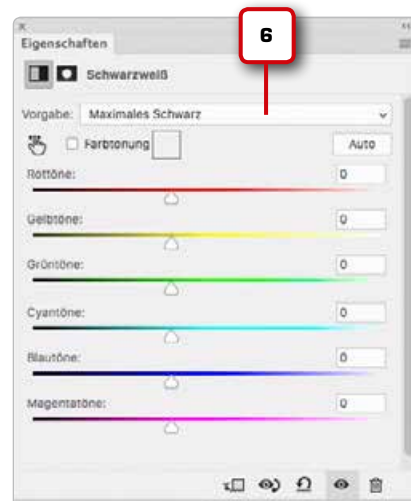 Eigenschaften
6
Schwarzweiß
Vorgabe: Maximales Schwarz
Farbtonung
Auto
Rottöne: 0
Gelbtöne: 0
Grüntöne: 0
Cyantöne: 0
Blautöne: 0
Magentatöne: 0